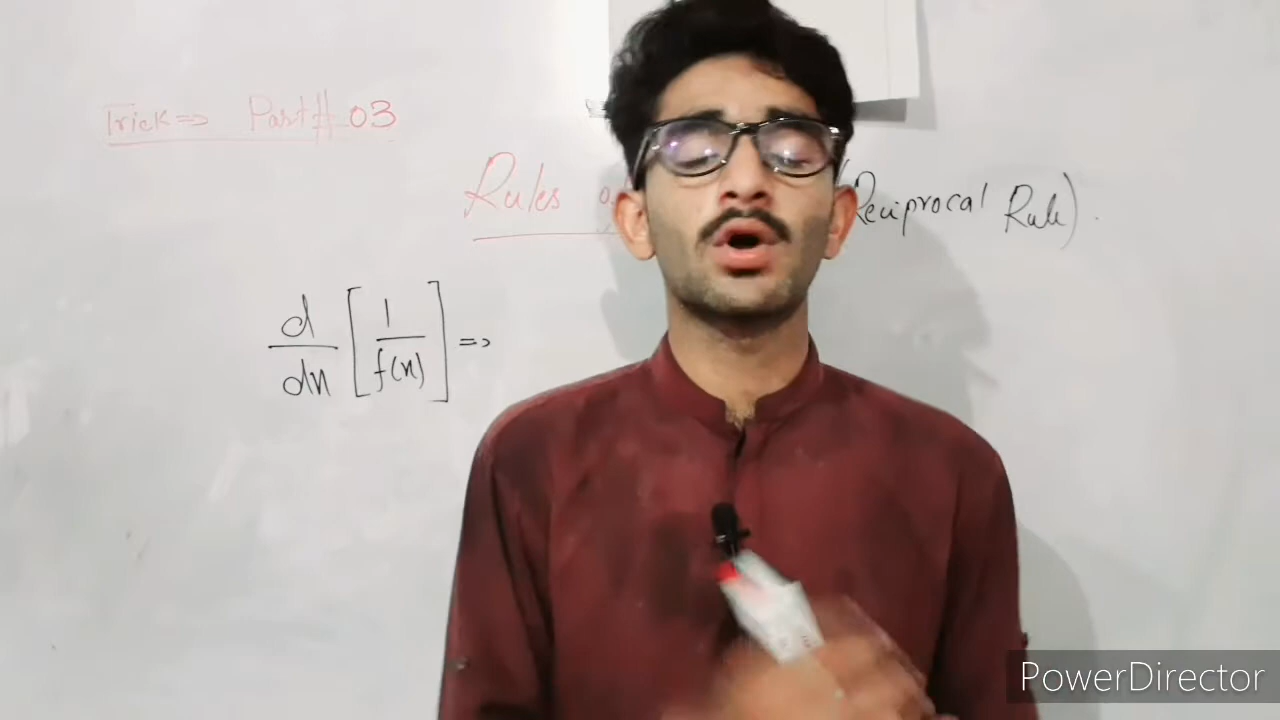 Trick => Part # 03
Rules (Reciprocal Rule).
d/dx [1/f(x)] =>
PowerDirector